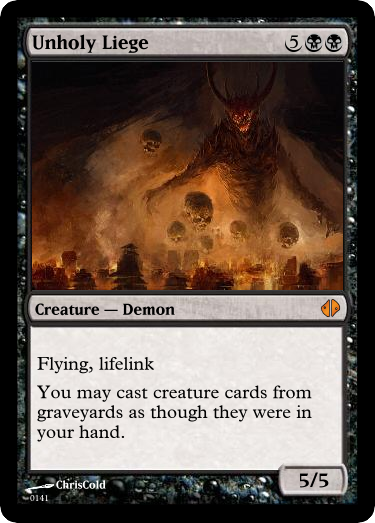 Unholy Liege 5
Creature — Demon
Flying, lifelink
You may cast creature cards from
graveyards as though they were in
your hand.
5/5
ChrisCold
0141